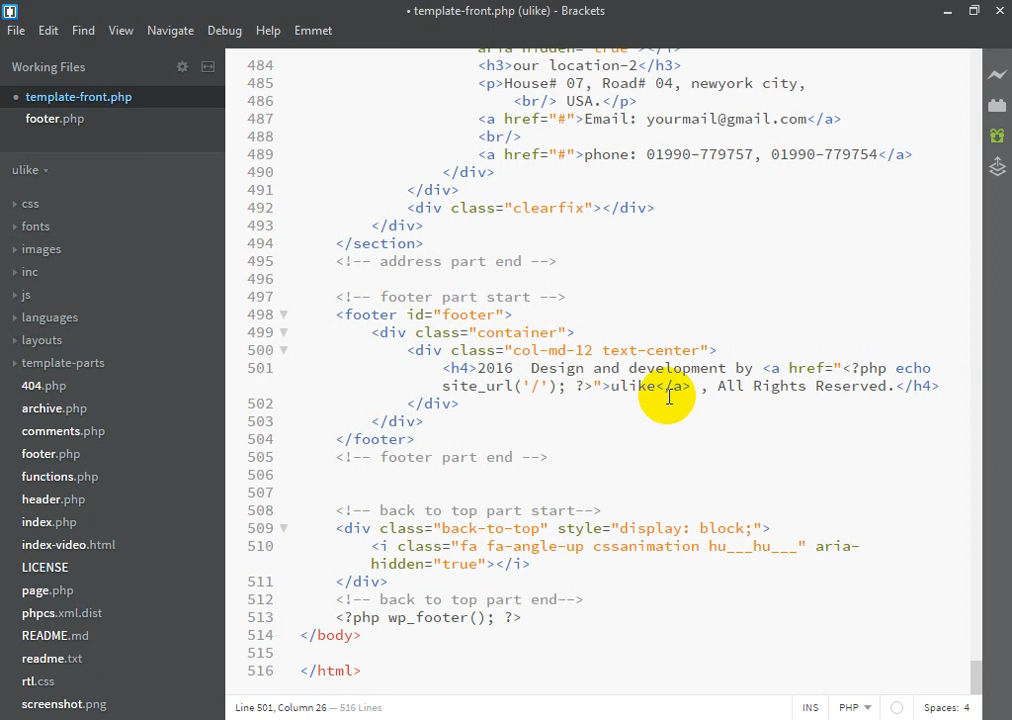 • template-front.php (ulike) - Brackets
File Edit Find View Navigate Debug Help Emmet
Working Files
• template-front.php
footer.php
ulike
css
fonts
images
inc
js
languages
layouts
template-parts
404.php
archive.php
comments.php
footer.php
functions.php
header.php
index.php
index-video.html
LICENSE
page.php
phpcs.xml.dist
README.md
readme.txt
rtl.css
screenshot.png
aria-hidden="true"></i>
484 <h3>our location-2</h3>
485 <p>House# 07, Road# 04, newyork city,
486 <br/> USA.</p>
487 <a href="#">Email: yourmail@gmail.com</a>
488 <br/>
489 <a href="#">phone: 01990-779757, 01990-779754</a>
490 </div>
491 </div>
492 <div class="clearfix"></div>
493 </div>
494 </section>
495 <!-- address part end -->
496
497 <!-- footer part start -->
498 <footer id="footer">
499 <div class="container">
500 <div class="col-md-12 text-center">
501 <h4>2016  Design and development by <a href="<?php echo
site_url('/'); ?>">ulike</a> , All Rights Reserved.</h4>
502 </div>
503 </div>
504 </footer>
505 <!-- footer part end -->
506
507
508 <!-- back to top part start-->
509 <div class="back-to-top" style="display: block;">
510 <i class="fa fa-angle-up cssanimation hu___hu___" aria-
hidden="true"></i>
511 </div>
512 <!-- back to top part end-->
513 <?php wp_footer(); ?>
514 </body>
515
516 </html>
Line 501, Column 26 — 516 Lines
INS PHP Spaces: 4